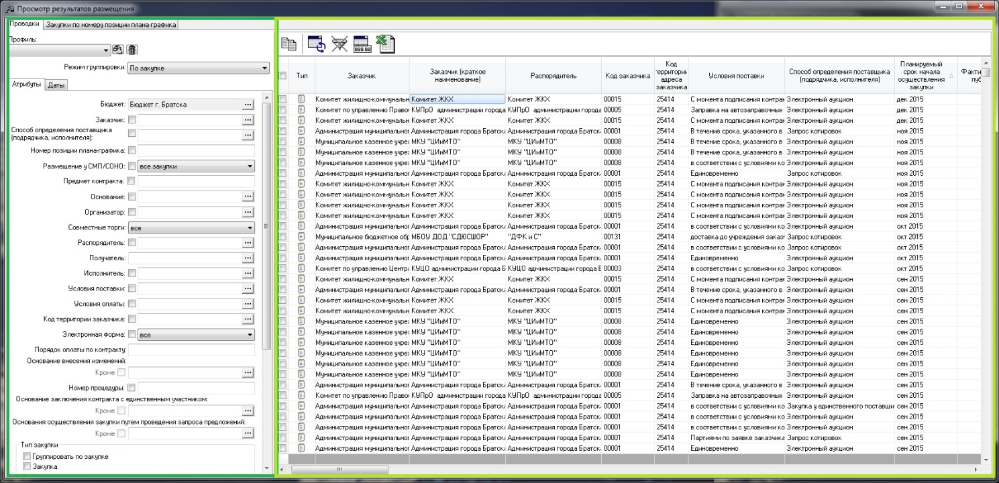 Просмотр результатов размещения
Проводки Закупки по номеру позиции плана-графика
Профиль:
Режим группировки: По закупке
Атрибуты Даты
Бюджет: Бюджет г. Братска ...
Заказчик: ...
Способ определения поставщика
(подрядчика, исполнителя): ...
Номер позиции плана-графика:
Размещение у СМП/СОНО: все закупки
Предмет контракта:
Основание: ...
Организатор: ...
Совместные торги: все
Распорядитель: ...
Получатель: ...
Исполнитель: ...
Условия поставки: ...
Условия оплаты: ...
Код территории заказчика: ...
Электронная форма: все
Порядок оплаты по контракту:
Основание внесения изменений:
Кроме ...
Номер процедуры:
Основание заключения контракта с единственным участником:
Кроме ...
Основания осуществления закупки путем проведения запроса предложений:
Кроме ...
Тип закупки
Группировать по закупке
Закупка
999.98
Тип Заказчик Заказчик (краткое наименование) Распорядитель Код заказчика Код территории адреса заказчика Условия поставки Способ определения поставщика (подрядчика, исполнителя) Планируемый срок начала осуществления закупки Факти пуб
Комитет жилищно-коммунальн Комитет ЖКХ Комитет ЖКХ 00015 25414 С момента подписания контрак Электронный аукцион дек 2015
Комитет по управлению Правов КУПрО администрации города КУПрО администрации города 00005 25414 Заправка на автозаправочных Электронный аукцион дек 2015
Комитет жилищно-коммунальн Комитет ЖКХ Комитет ЖКХ 00015 25414 С момента подписания контрак Электронный аукцион дек 2015
Администрация муниципальног Администрация города Братск Администрация города Братск 00001 25414 В течение срока, указанного в Запрос котировок ноя 2015
Муниципальное казенное учре МКУ "ЦИиМТО" МКУ "ЦИиМТО" 00008 25414 В течение срока, указанного в Электронный аукцион ноя 2015
Муниципальное казенное учре МКУ "ЦИиМТО" МКУ "ЦИиМТО" 00008 25414 В течение срока, указанного в Электронный аукцион ноя 2015
Муниципальное казенное учре МКУ "ЦИиМТО" МКУ "ЦИиМТО" 00008 25414 в соответствии с условиями ко Электронный аукцион ноя 2015
Администрация муниципальног Администрация города Братск Администрация города Братск 00001 25414 Единовременно Запрос котировок ноя 2015
Комитет жилищно-коммунальн Комитет ЖКХ Комитет ЖКХ 00015 25414 С момента подписания контрак Электронный аукцион ноя 2015
Комитет жилищно-коммунальн Комитет ЖКХ Комитет ЖКХ 00015 25414 С момента подписания контрак Электронный аукцион ноя 2015
Комитет жилищно-коммунальн Комитет ЖКХ Комитет ЖКХ 00015 25414 С момента подписания контрак Электронный аукцион ноя 2015
Комитет жилищно-коммунальн Комитет ЖКХ Комитет ЖКХ 00015 25414 С момента подписания контрак Электронный аукцион ноя 2015
Администрация муниципальног Администрация города Братск Администрация города Братск 00001 25414 в соответствии с условиями ко Электронный аукцион окт 2015
Муниципальное бюджетное обр МБОУ ДОД "СДЮСШОР" "ДФК и С" 00131 25414 доставка до учреждения заказ Запрос котировок окт 2015
Администрация муниципальног Администрация города Братск Администрация города Братск 00001 25414 в соответствии с условиями ко Запрос котировок окт 2015
Администрация муниципальног Администрация города Братск Администрация города Братск 00001 25414 Единовременно Электронный аукцион окт 2015
Комитет по управлению Центра КУЦО администрации города Б КУЦО администрации города Б 00003 25414 в соответствии с условиями ко Запрос котировок окт 2015
Комитет жилищно-коммунальн Комитет ЖКХ Комитет ЖКХ 00015 25414 С момента подписания контрак Электронный аукцион сен 2015
Администрация муниципальног Администрация города Братск Администрация города Братск 00001 25414 В течение срока, указанного в Электронный аукцион сен 2015
Комитет жилищно-коммунальн Комитет ЖКХ Комитет ЖКХ 00015 25414 С момента подписания контрак Электронный аукцион сен 2015
Комитет жилищно-коммунальн Комитет ЖКХ Комитет ЖКХ 00015 25414 С момента подписания контрак Электронный аукцион сен 2015
Муниципальное казенное учре МКУ "ЦИиМТО" МКУ "ЦИиМТО" 00008 25414 Единовременно Электронный аукцион сен 2015
Муниципальное казенное учре МКУ "ЦИиМТО" МКУ "ЦИиМТО" 00008 25414 Единовременно Электронный аукцион сен 2015
Муниципальное казенное учре МКУ "ЦИиМТО" МКУ "ЦИиМТО" 00008 25414 Единовременно Электронный аукцион сен 2015
Муниципальное казенное учре МКУ "ЦИиМТО" МКУ "ЦИиМТО" 00008 25414 Единовременно Электронный аукцион сен 2015
Муниципальное казенное учре МКУ "ЦИиМТО" МКУ "ЦИиМТО" 00008 25414 Единовременно Электронный аукцион сен 2015
Муниципальное казенное учре МКУ "ЦИиМТО" МКУ "ЦИиМТО" 00008 25414 Единовременно Электронный аукцион сен 2015
Администрация муниципальног Администрация города Братск Администрация города Братск 00001 25414 В течение срока, указанного в Электронный аукцион сен 2015
Комитет по управлению Правов КУПрО администрации города КУПрО администрации города 00005 25414 Заправка на автозаправочных Электронный аукцион сен 2015
Администрация муниципальног Администрация города Братск Администрация города Братск 00001 25414 в соответствии с условиями ко Закупка у единственного поставщи сен 2015
Администрация муниципальног Администрация города Братск Администрация города Братск 00001 25414 в соответствии с условиями ко Электронный аукцион сен 2015
Администрация муниципальног Администрация города Братск Администрация города Братск 00001 25414 в соответствии с условиями ко Электронный аукцион сен 2015
Администрация муниципальног Администрация города Братск Администрация города Братск 00001 25414 Партиями по заявке заказчика Запрос котировок сен 2015
Администрация муниципальног Администрация города Братск Администрация города Братск 00001 25414 Единовременно Электронный аукцион сен 2015